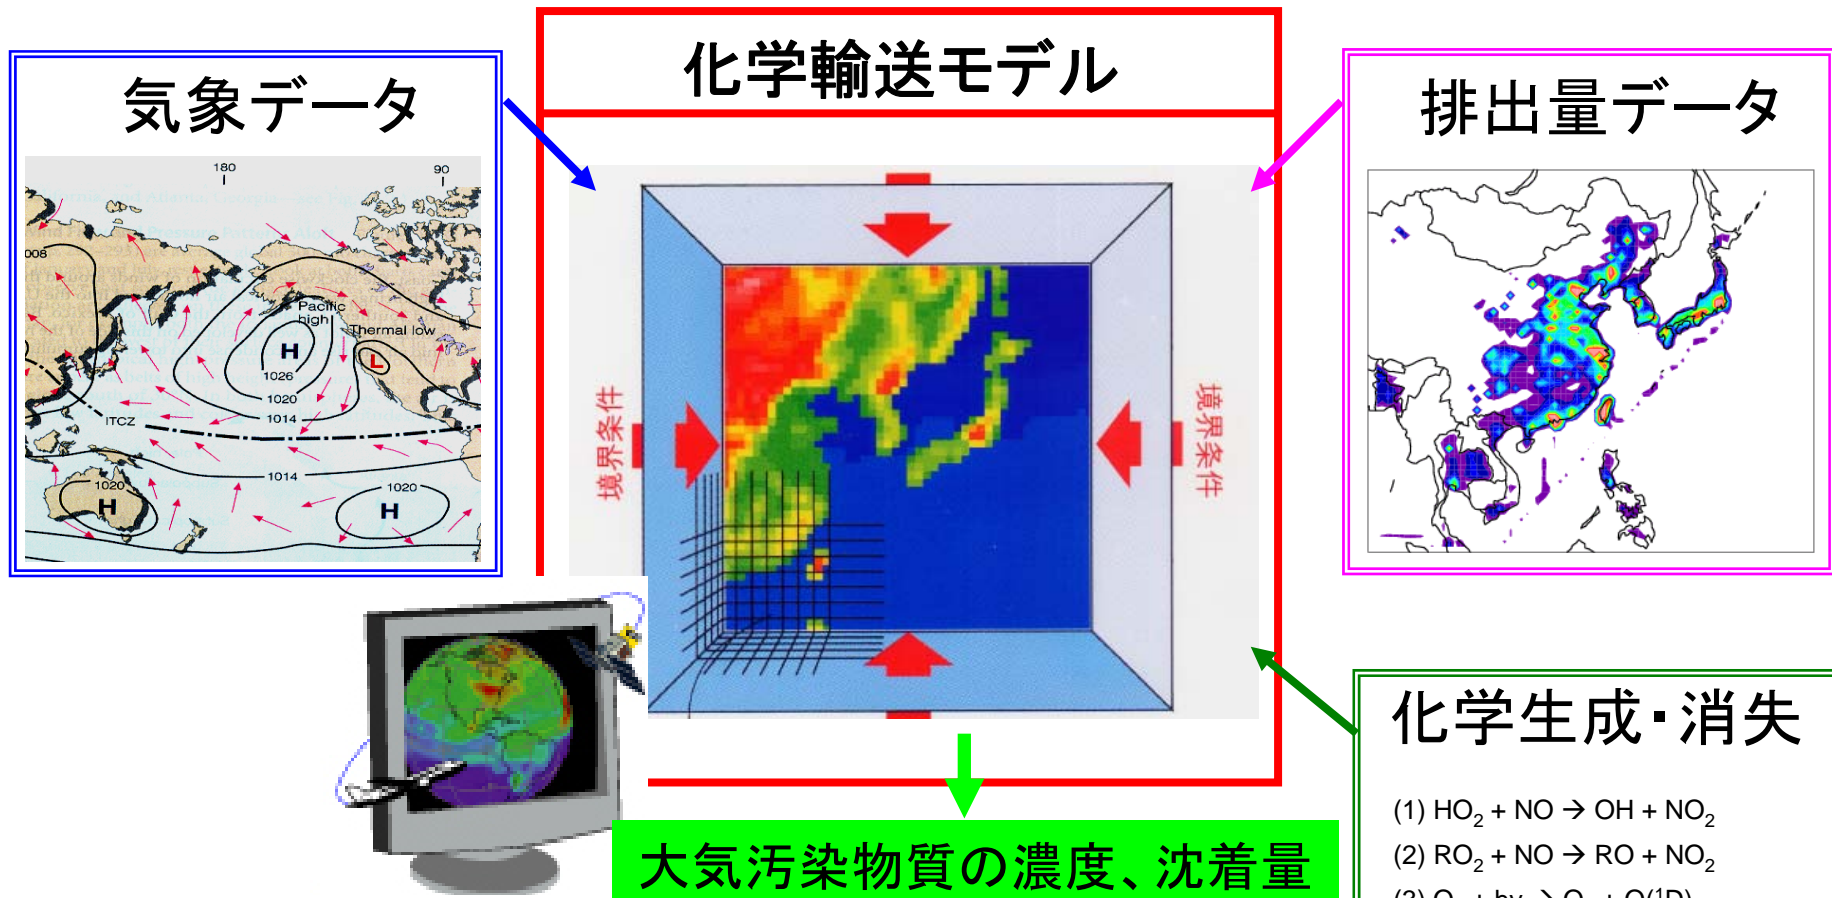 化学輸送モデル
気象データ
180
90
008
Pacific
high
Thermal low
H
L
1026
1020
1014
ITCZ
1014
1020
H
1020
H
境界条件
境界条件
排出量データ
化学生成・消失
(1) HO₂ + NO → OH + NO₂
(2) RO₂ + NO → RO + NO₂
大気汚染物質の濃度、沈着量